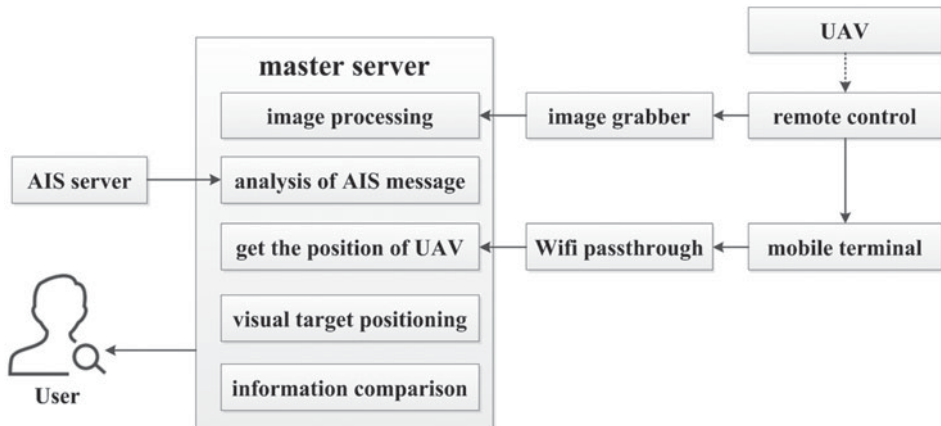 UAV
master server
image processing
image grabber
remote control
AIS server
analysis of AIS message
get the position of UAV
Wifi passthrough
mobile terminal
visual target positioning
information comparison
User